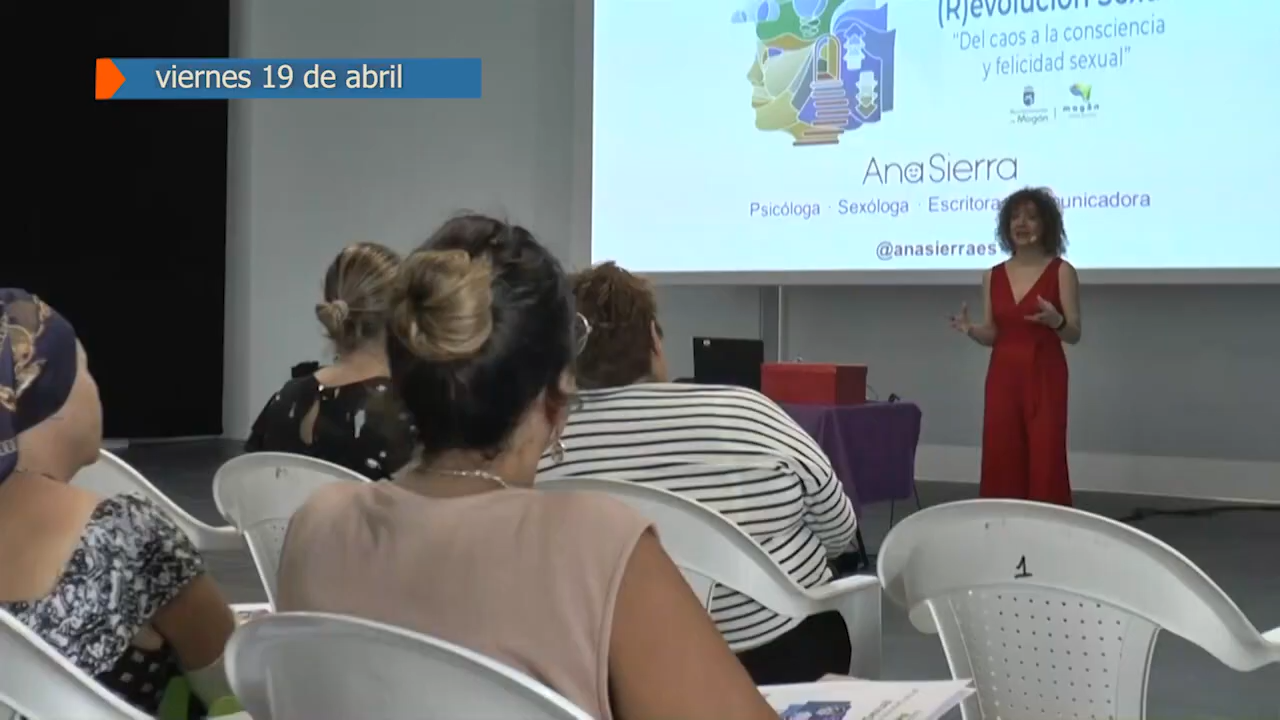 viernes 19 de abril
"Del caos a la consciencia
y felicidad sexual"
Mogán
mogán
Ana Sierra
Psicóloga · Sexóloga · Escritora
@anasierraes
1